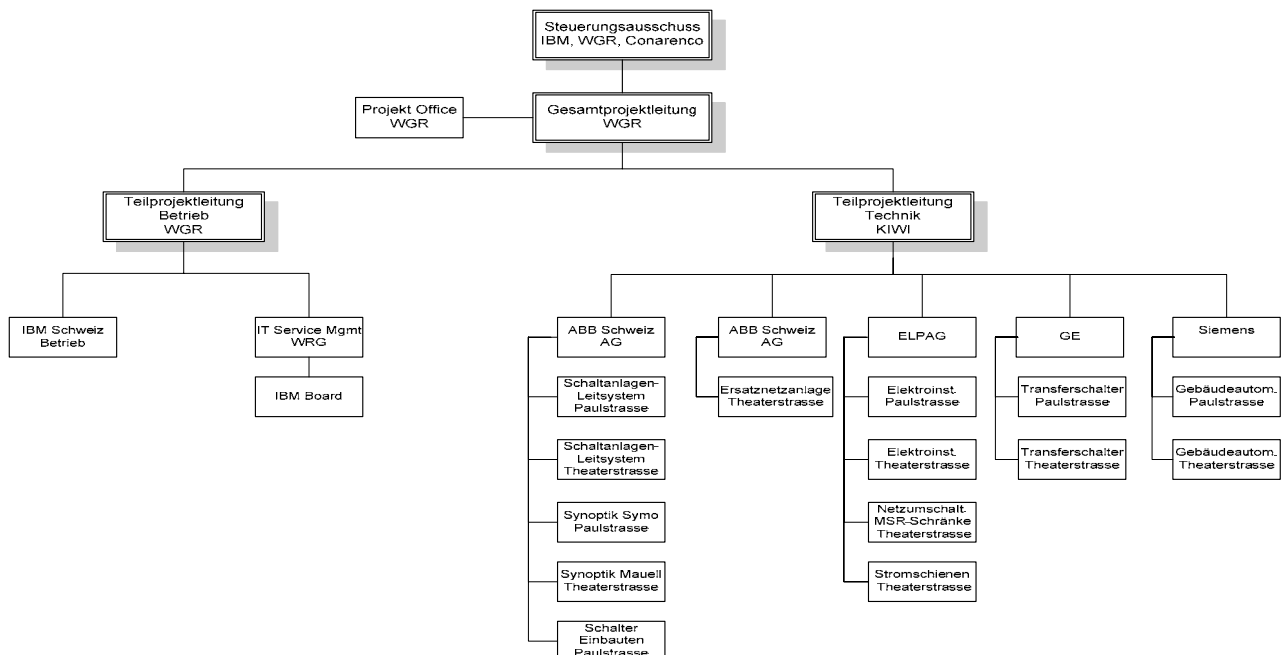 Steuerungsausschuss
IBM, WGR, Conarenco
Projekt Office
WGR
Gesamtprojektleitung
WGR
Teilprojektleitung
Betrieb
WGR
Teilprojektleitung
Technik
KIWI
IBM Schweiz
Betrieb
IT Service Mgmt
WRG
IBM Board
ABB Schweiz
AG
Schaltanlagen-
Leitsystem
Paulstrasse
Schaltanlagen-
Leitsystem
Theaterstrasse
Synoptik Symo
Paulstrasse
Synoptik Mauell
Theaterstrasse
Schalter
Einbauten
Paulstrasse
ABB Schweiz
AG
Ersatznetzanlage
Theaterstrasse
ELPAG
Elektroinst.
Paulstrasse
Elektroinst.
Theaterstrasse
Netzumschalt-
MSR-Schränke
Theaterstrasse
Stromschienen
Theaterstrasse
GE
Transferschalter
Paulstrasse
Transferschalter
Theaterstrasse
Siemens
Gebäudeautom.
Paulstrasse
Gebäudeautom.
Theaterstrasse